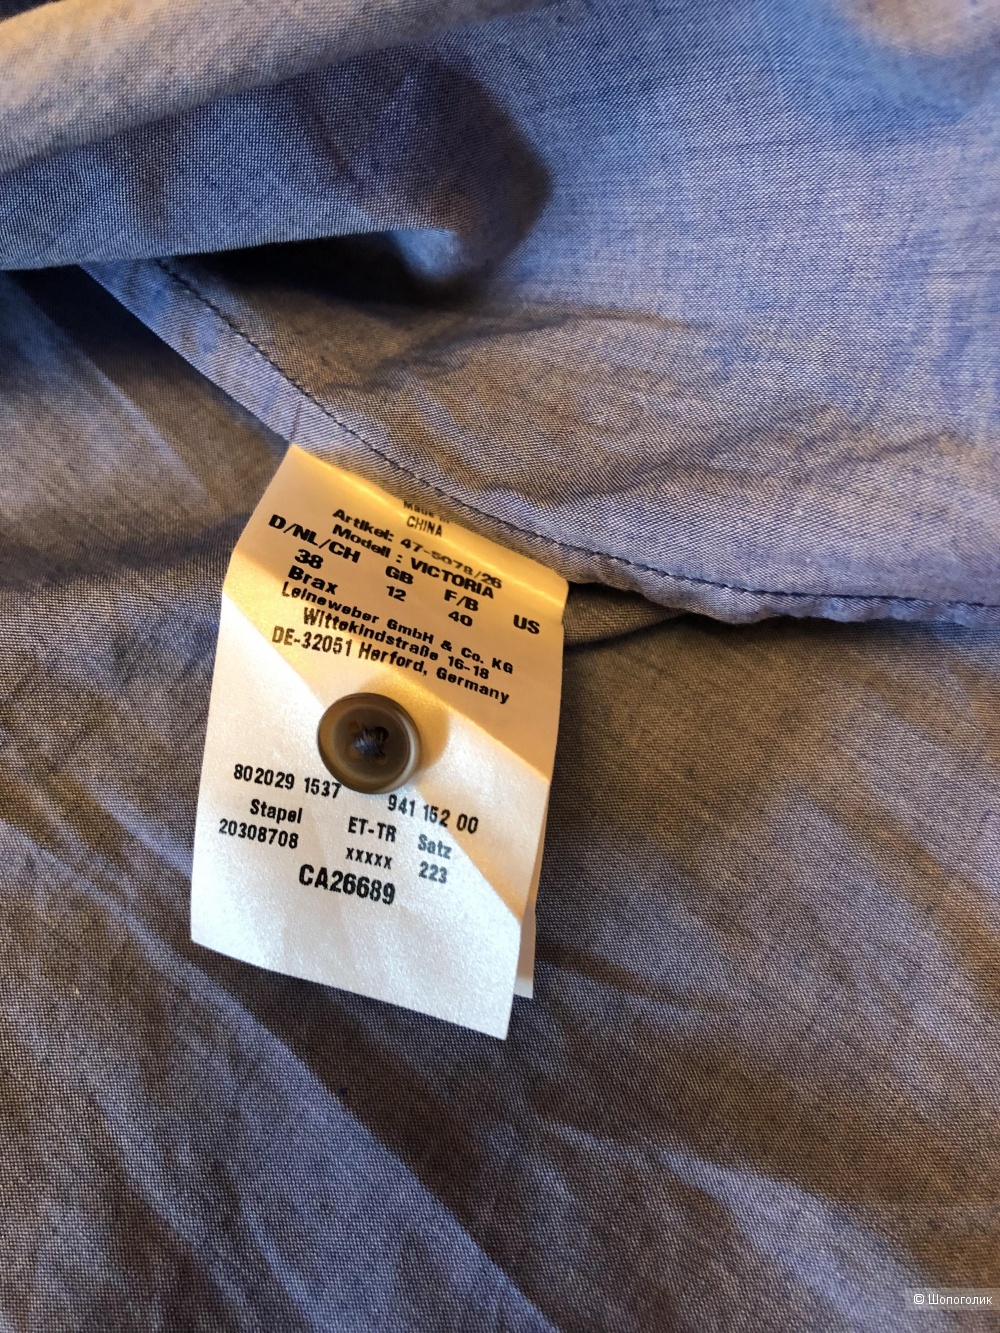 Made in
CHINA
Artikel: 47-5078/26
Modell : VICTORIA
D/NL/CH GB F/B US
38 12 40
Brax
Leineweber GmbH & Co. KG
Wittekindstraße 16-18
DE-32051 Herford, Germany
802029 1537 941 152 00
Stapel ET-TR Satz
20308708 xxxxx 223
CA26689
© Шопоголик